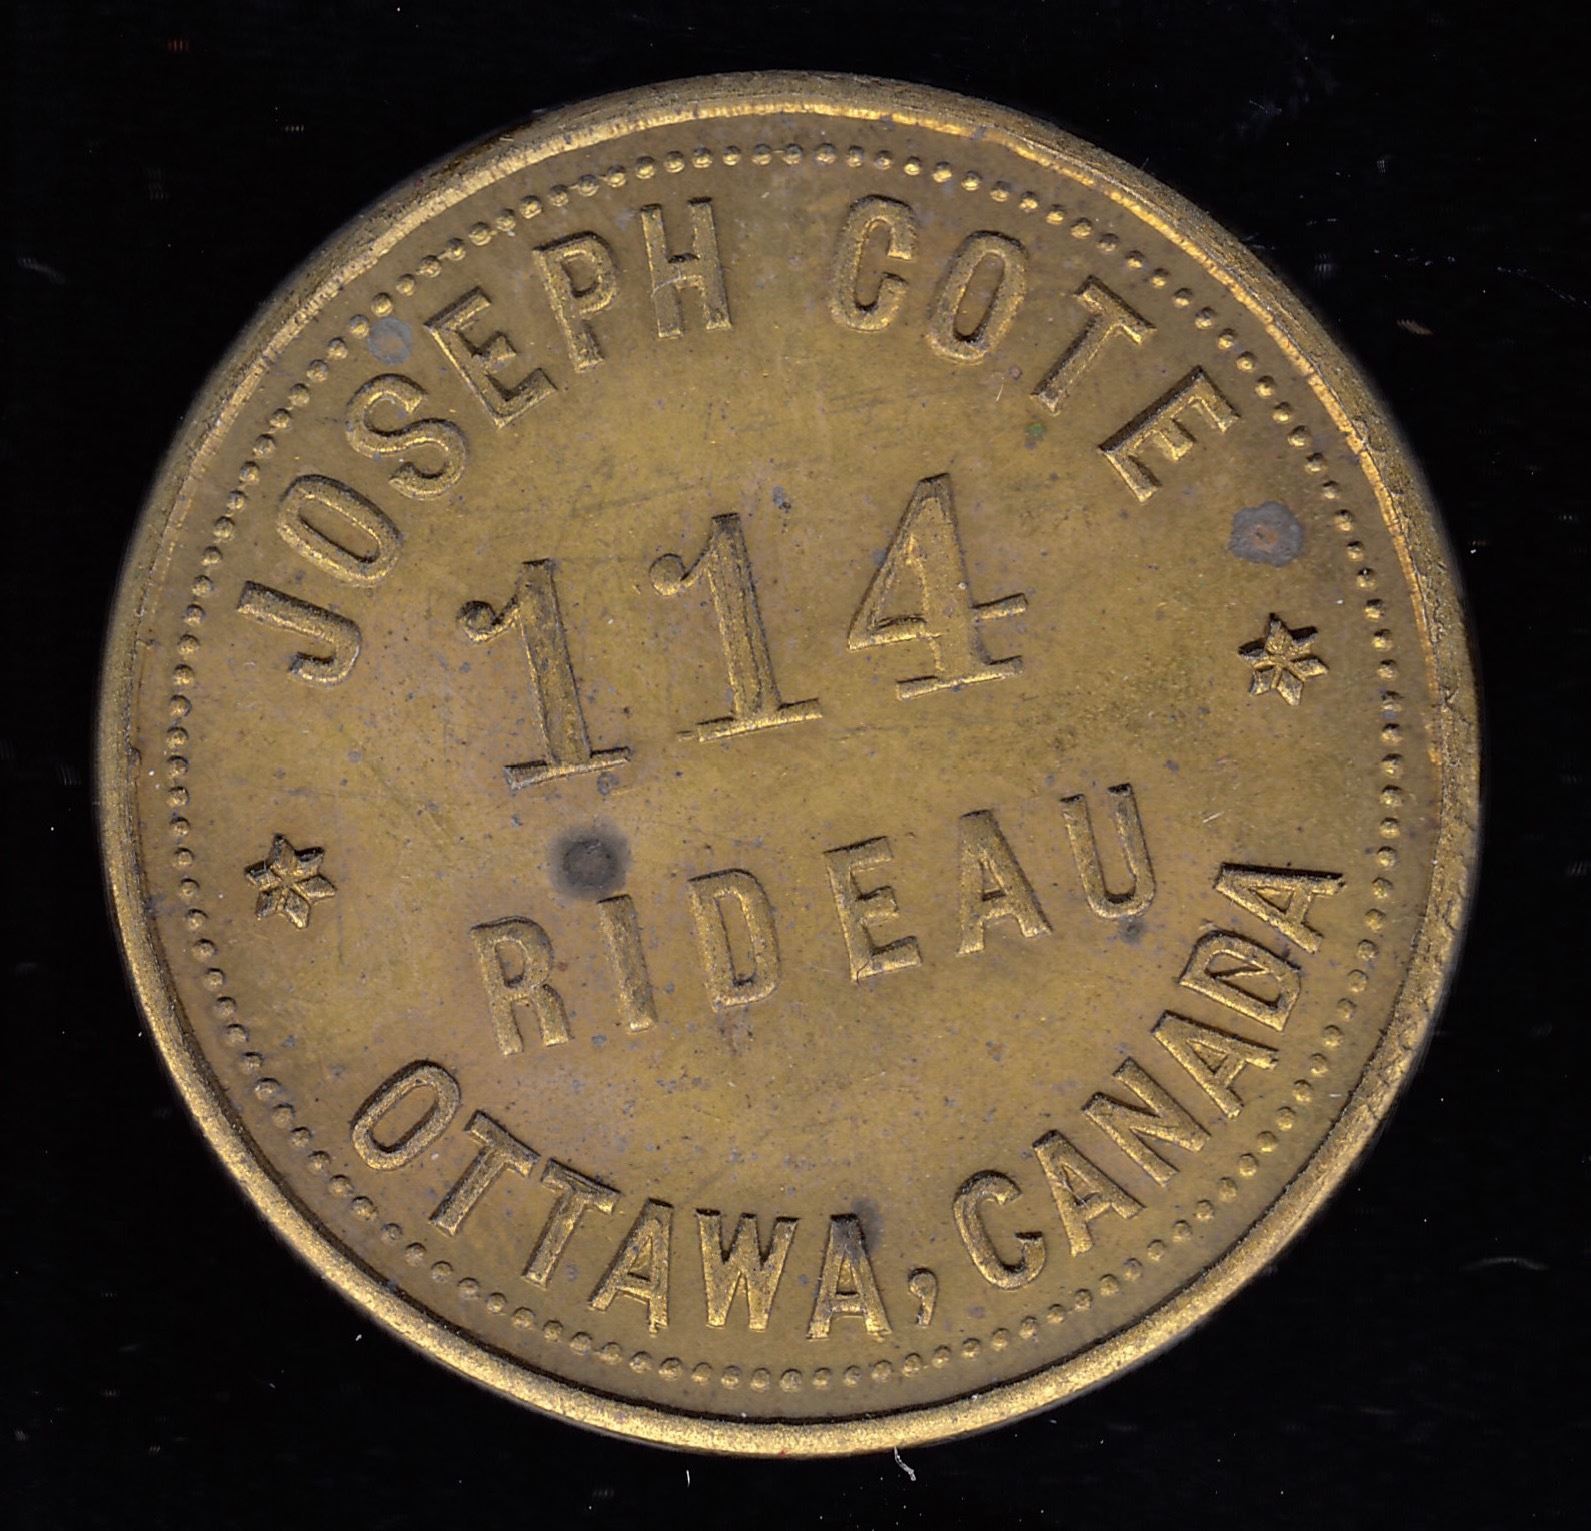 JOSEPH COTE
114
RIDEAU
OTTAWA, CANADA